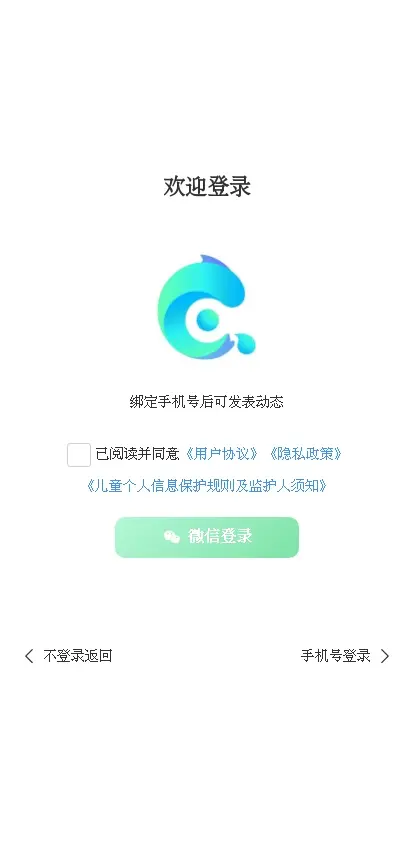 欢迎登录
绑定手机号后可发表动态
已阅读并同意《用户协议》《隐私政策》
《儿童个人信息保护规则及监护人须知》
微信登录
不登录返回
手机号登录